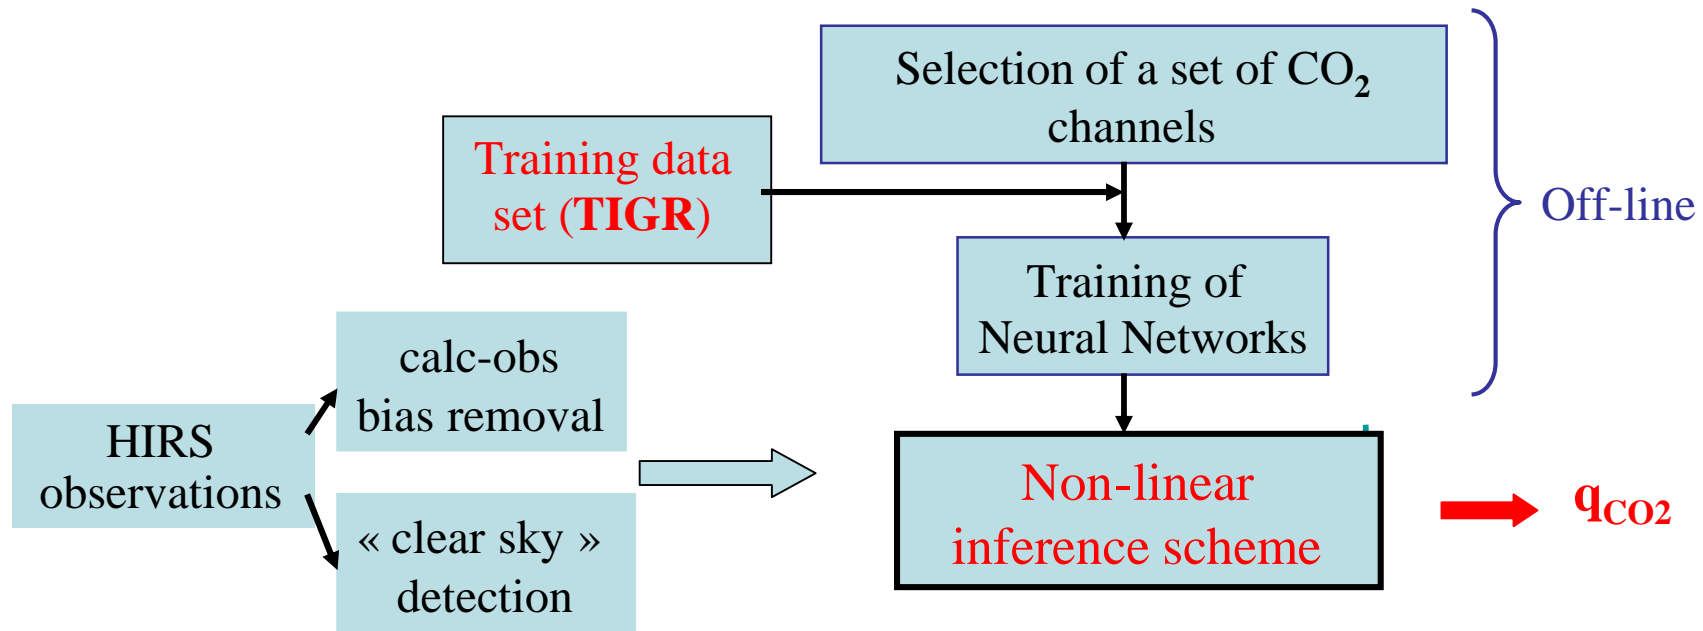 Selection of a set of CO2
channels
Training data
set (TIGR)
Off-line
Training of
Neural Networks
calc-obs
bias removal
HIRS
observations
« clear sky »
detection
Non-linear
inference scheme
qCO2